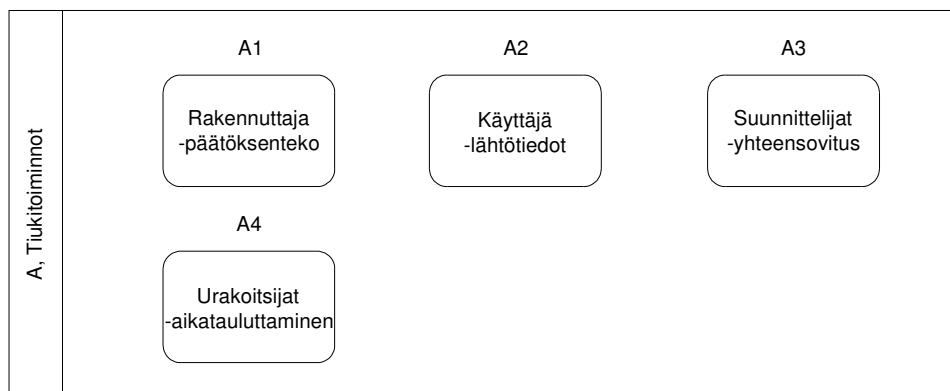 A, Tiukitoiminnot
A1
Rakennuttaja
-päätöksenteko
A2
Käyttäjä
-lähtötiedot
A3
Suunnittelijat
-yhteensovitus
A4
Urakoitsijat
-aikatauluttaminen